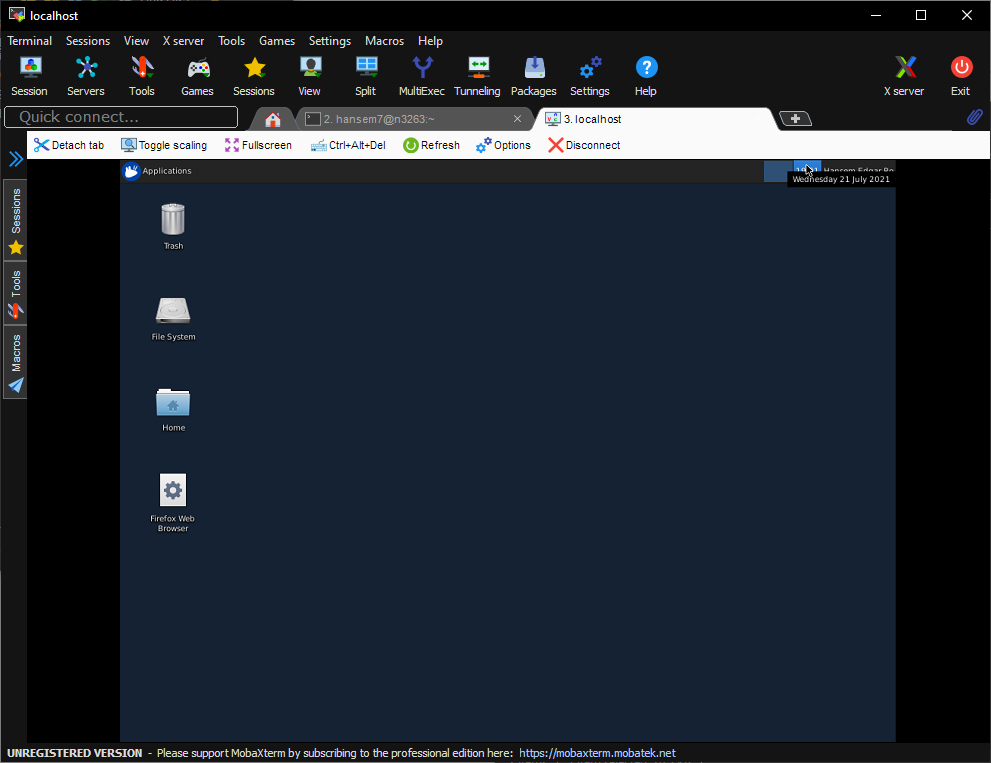 localhost
Terminal Sessions View X server Tools Games Settings Macros Help
Session Servers Tools Games Sessions View Split MultiExec Tunneling Packages Settings Help X server Exit
Quick connect... 2. hansem7@n3263:~ 3. localhost
Detach tab Toggle scaling Fullscreen Ctrl+Alt+Del Refresh Options Disconnect
Applications
Wednesday 21 July 2021
Sessions
Tools
Macros
Trash
File System
Home
Firefox Web
Browser
UNREGISTERED VERSION - Please support MobaXterm by subscribing to the professional edition here: https://mobaxterm.mobatek.net